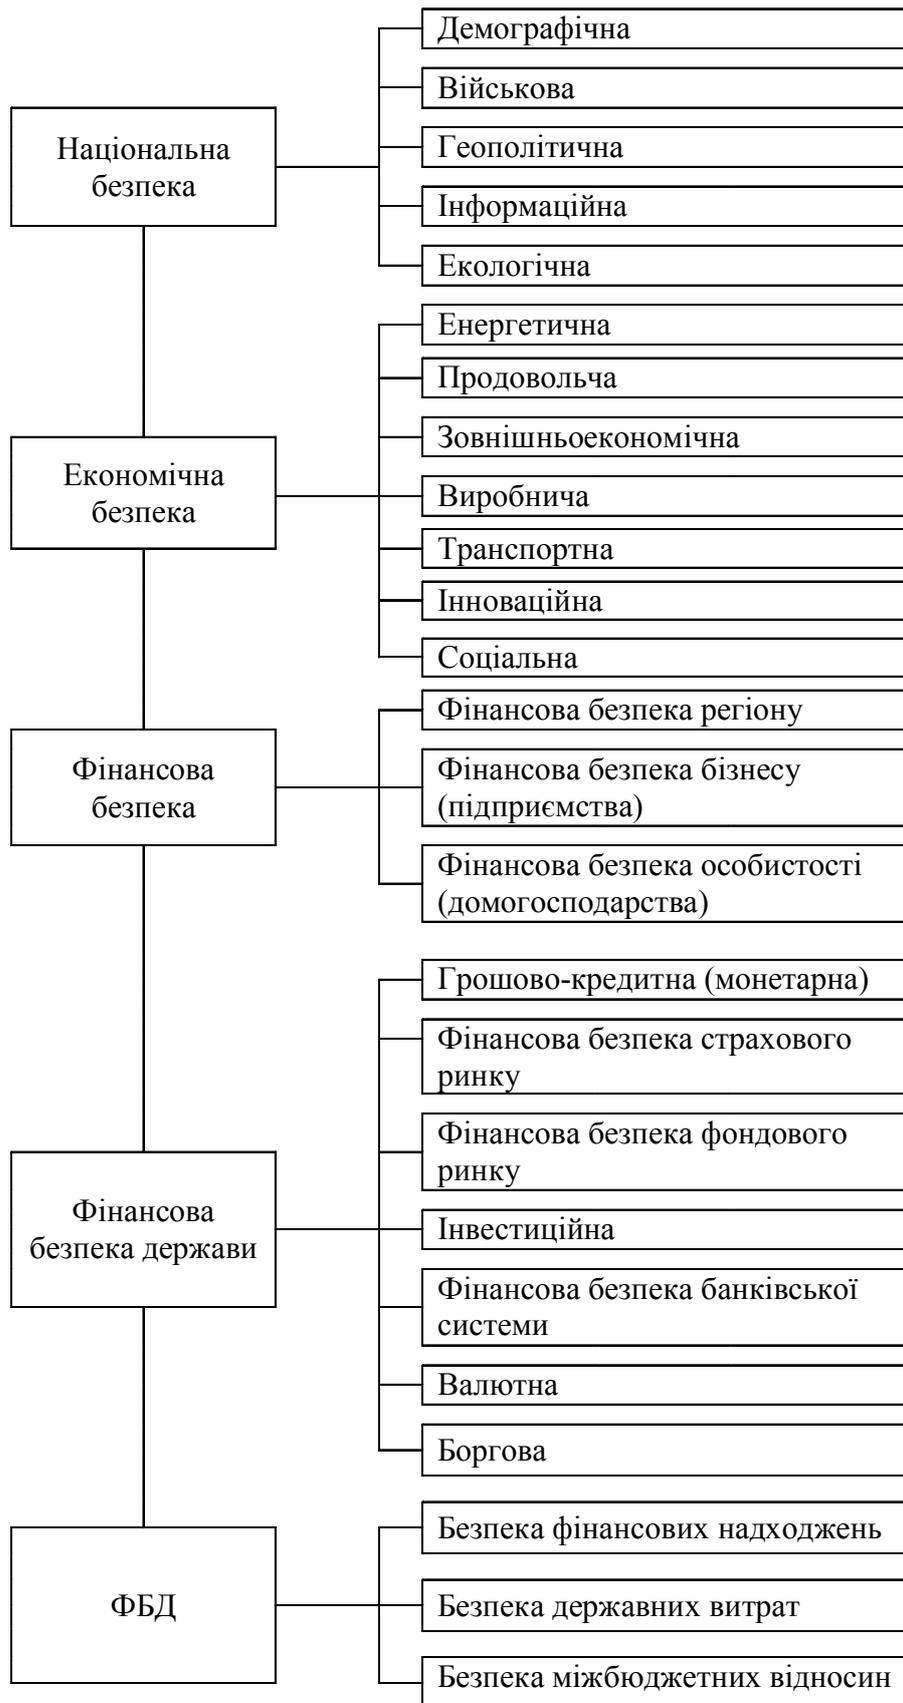 Національна
безпека
Демографічна
Військова
Геополітична
Інформаційна
Екологічна
Економічна
безпека
Енергетична
Продовольча
Зовнішньоекономічна
Виробнича
Транспортна
Інноваційна
Соціальна
Фінансова
безпека
Фінансова безпека регіону
Фінансова безпека бізнесу
(підприємства)
Фінансова безпека особистості
(домогосподарства)
Фінансова
безпека держави
Грошово-кредитна (монетарна)
Фінансова безпека страхового
ринку
Фінансова безпека фондового
ринку
Інвестиційна
Фінансова безпека банківської
системи
Валютна
Боргова
ФБД
Безпека фінансових надходжень
Безпека державних витрат
Безпека міжбюджетних відносин